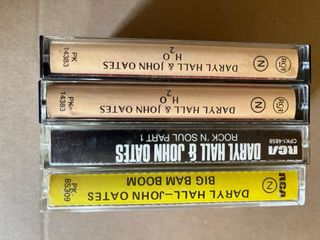 RCA
N
DARYL HALL—JOHN OATES
BIG BAM BOOM
PK-
85309
RCA
DARYL HALL & JOHN OATES
ROCK 'N SOUL PART 1
CPK1-4858
RCA
N
DARYL HALL & JOHN OATES
H₂O
PK-
14383
RCA
N
DARYL HALL & JOHN OATES
H₂O
PK-
14383